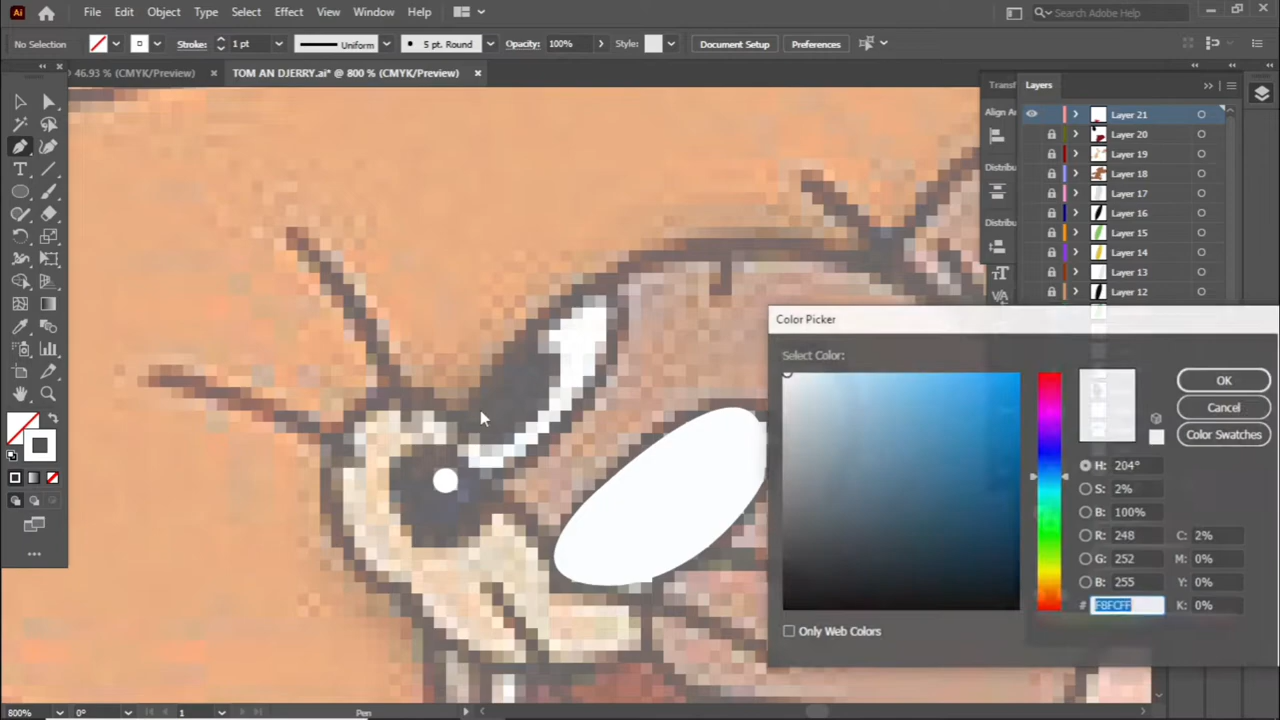 Ai File Edit Object Type Select Effect View Window Help Search Adobe Help
No Selection Stroke: 1 pt Uniform 5 pt. Round Opacity: 100% Style: Document Setup Preferences
46.93 % (CMYK/Preview) TOM AN DJERRY.ai* @ 800 % (CMYK/Preview)
Transf Layers
Align Ar Layer 21
Layer 20
Layer 19
Distribu Layer 18
Layer 17
Layer 16
Distribu Layer 15
Layer 14
Layer 13
Layer 12
Color Picker
Select Color:
OK
Cancel
Color Swatches
H: 204°
S: 2%
B: 100%
R: 248 C: 2%
G: 252 M: 0%
B: 255 Y: 0%
# F8FCFF K: 0%
Only Web Colors
800% 0° 1 Pen